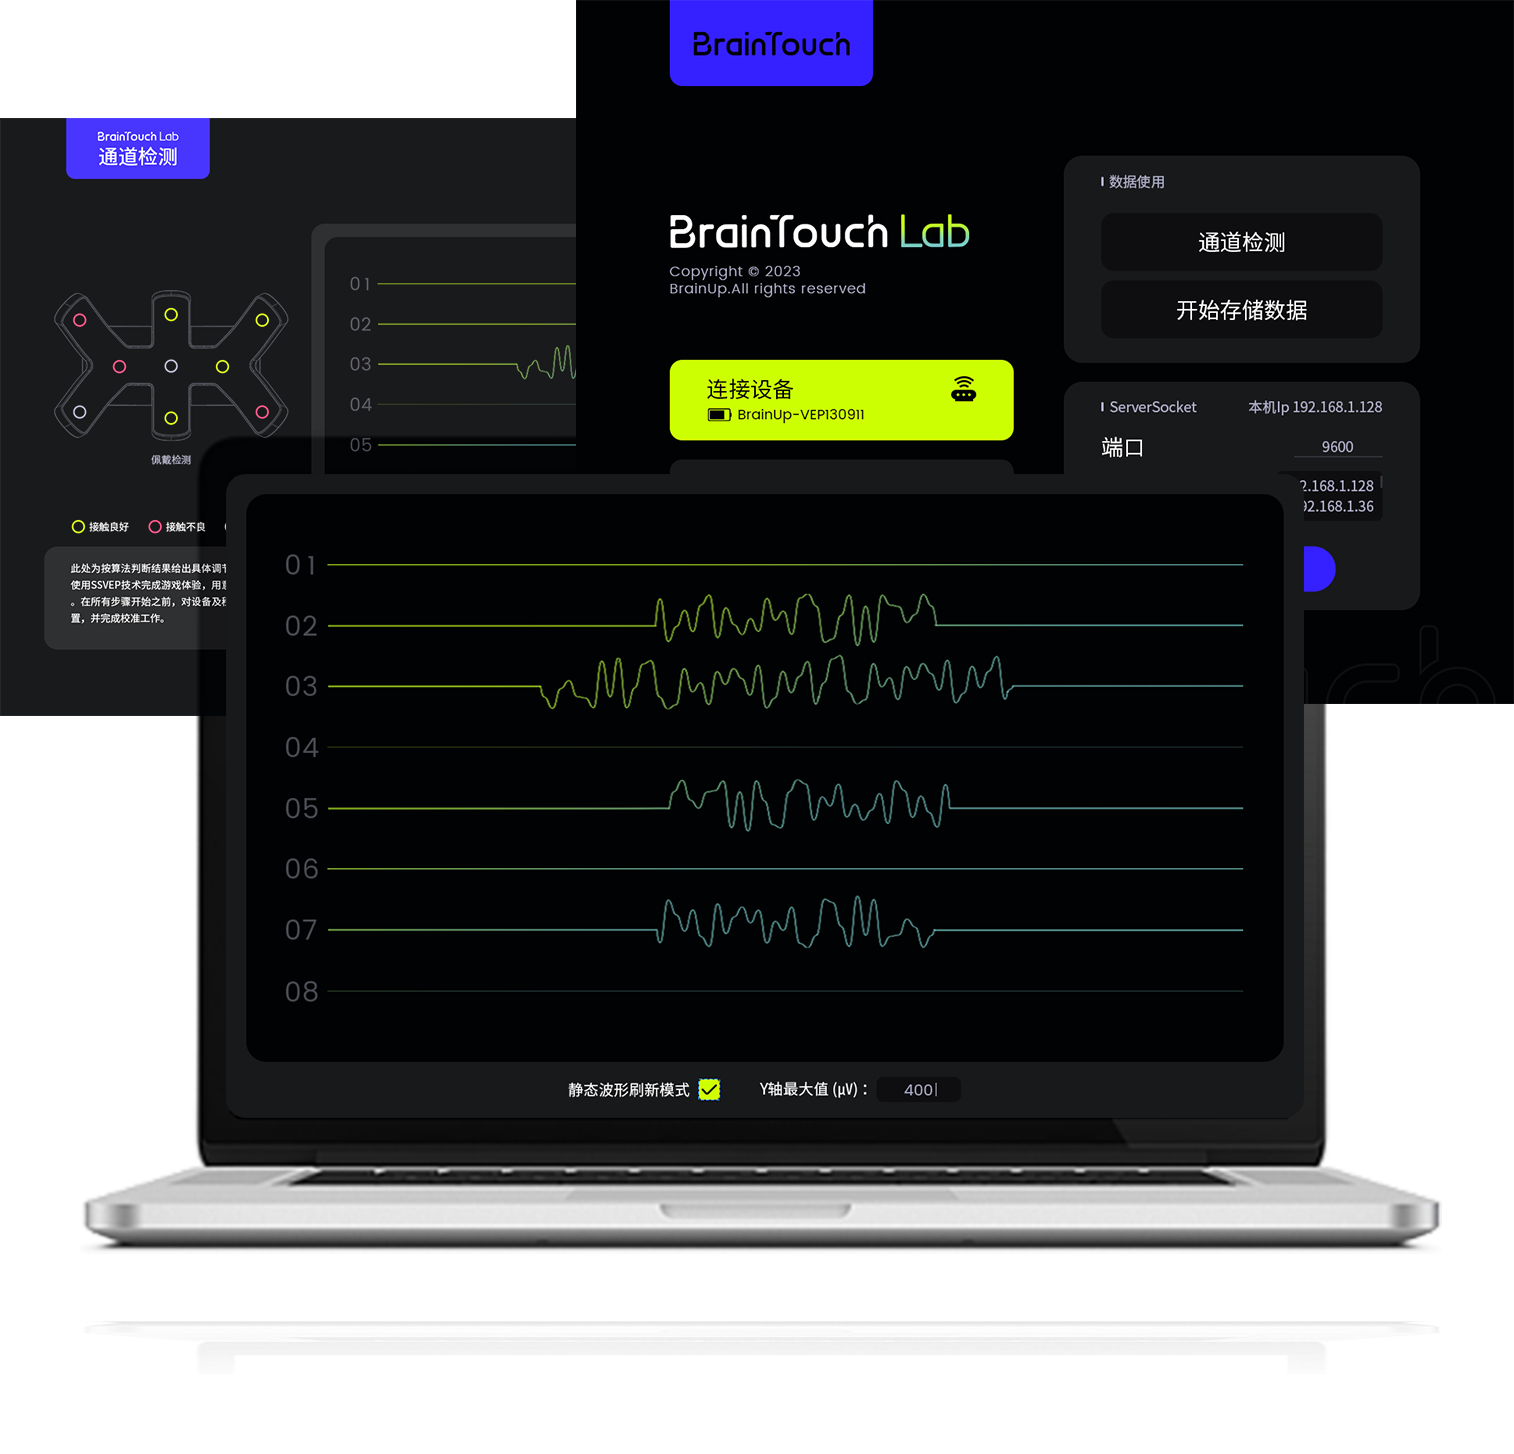 BrainTouch
BrainTouch Lab
通道检测
01
02
03
04
05
佩戴检测
接触良好
接触不良
此处为按算法判断结果给出具体调
使用SSVEP技术完成游戏体验，用
。在所有步骤开始之前，对设备及
置，并完成校准工作。
BrainTouch Lab
Copyright © 2023
BrainUp.All rights reserved
连接设备
BrainUp-VEP130911
数据使用
通道检测
开始存储数据
ServerSocket
本机Ip 192.168.1.128
端口
9600
2.168.1.128
92.168.1.36
01
02
03
04
05
06
07
08
静态波形刷新模式
Y轴最大值 (μV)：
400